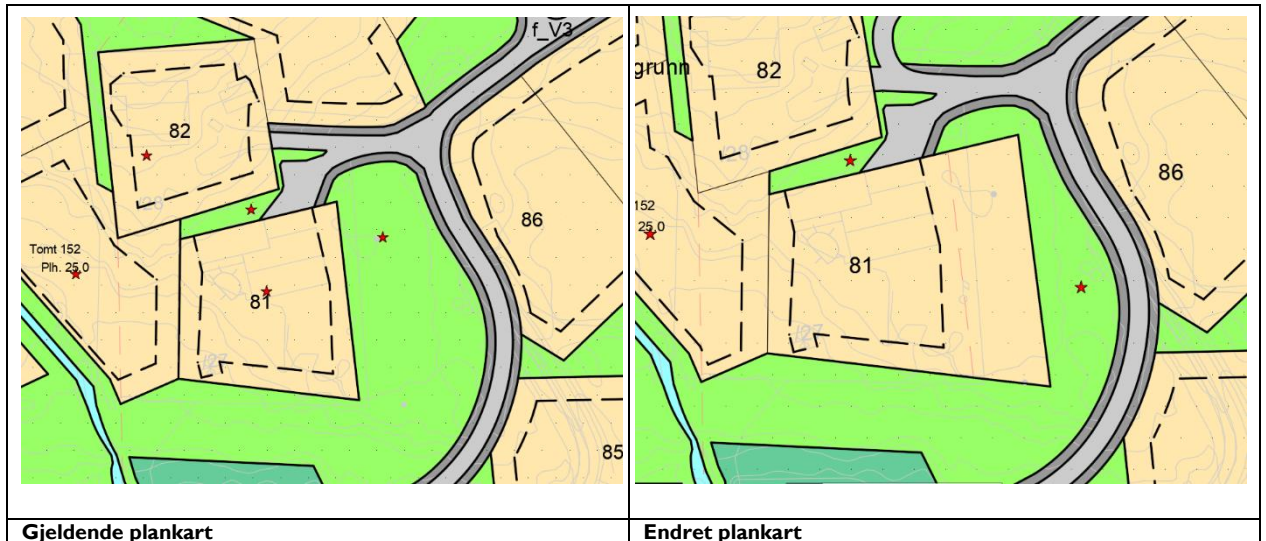 f_V3
82
86
Tomt 152
Plh. 25,0
81
85
Gjeldende plankart
grunn
82
86
152
25,0
81
Endret plankart